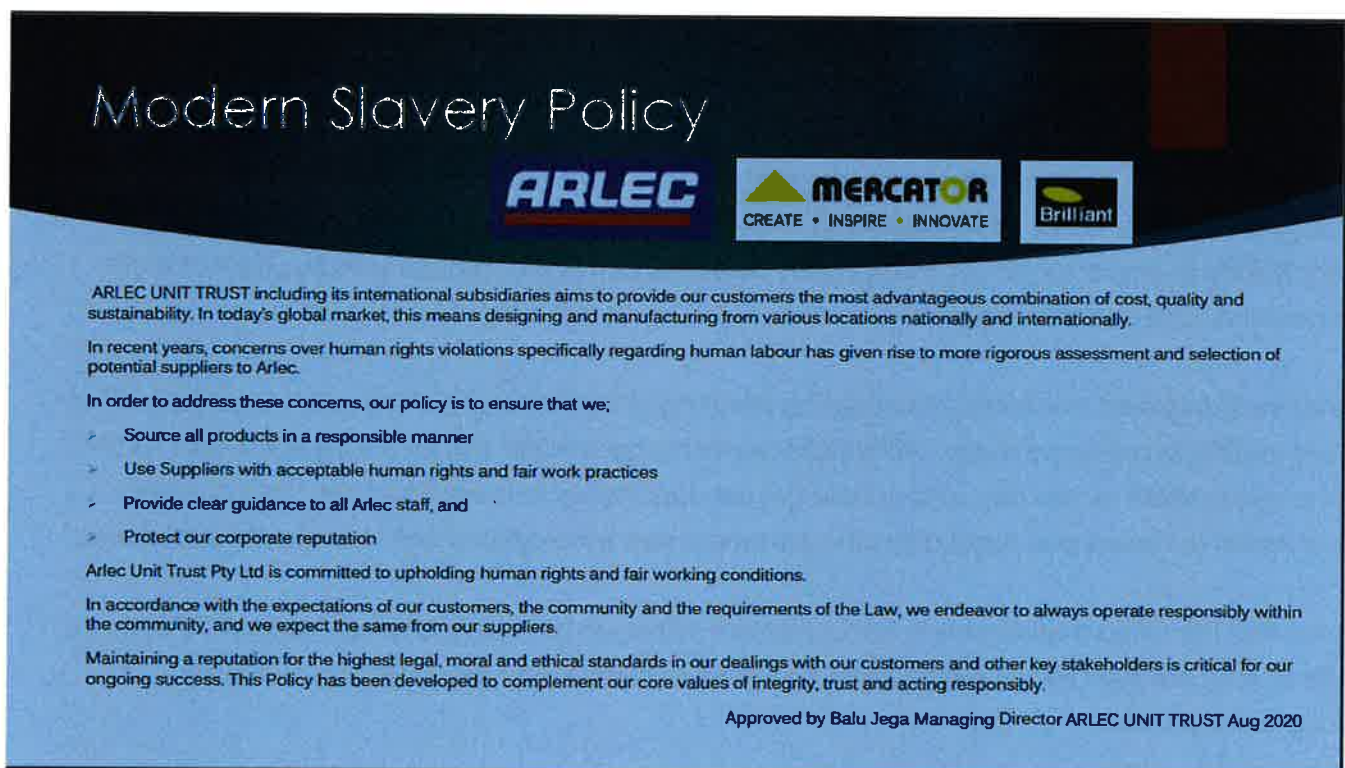 Modern Slavery Policy
ARLEC
MERCATOR
CREATE • INSPIRE • INNOVATE
Brilliant
ARLEC UNIT TRUST including its international subsidiaries aims to provide our customers the most advantageous combination of cost, quality and
sustainability. In today's global market, this means designing and manufacturing from various locations nationally and internationally.
In recent years, concerns over human rights violations specifically regarding human labour has given rise to more rigorous assessment and selection of
potential suppliers to Arlec.
In order to address these concerns, our policy is to ensure that we;
➢ Source all products in a responsible manner
➢ Use Suppliers with acceptable human rights and fair work practices
➢ Provide clear guidance to all Arlec staff, and
➢ Protect our corporate reputation
Arlec Unit Trust Pty Ltd is committed to upholding human rights and fair working conditions.
In accordance with the expectations of our customers, the community and the requirements of the Law, we endeavor to always operate responsibly within
the community, and we expect the same from our suppliers.
Maintaining a reputation for the highest legal, moral and ethical standards in our dealings with our customers and other key stakeholders is critical for our
ongoing success. This Policy has been developed to complement our core values of integrity, trust and acting responsibly.
Approved by Balu Jega Managing Director ARLEC UNIT TRUST Aug 2020